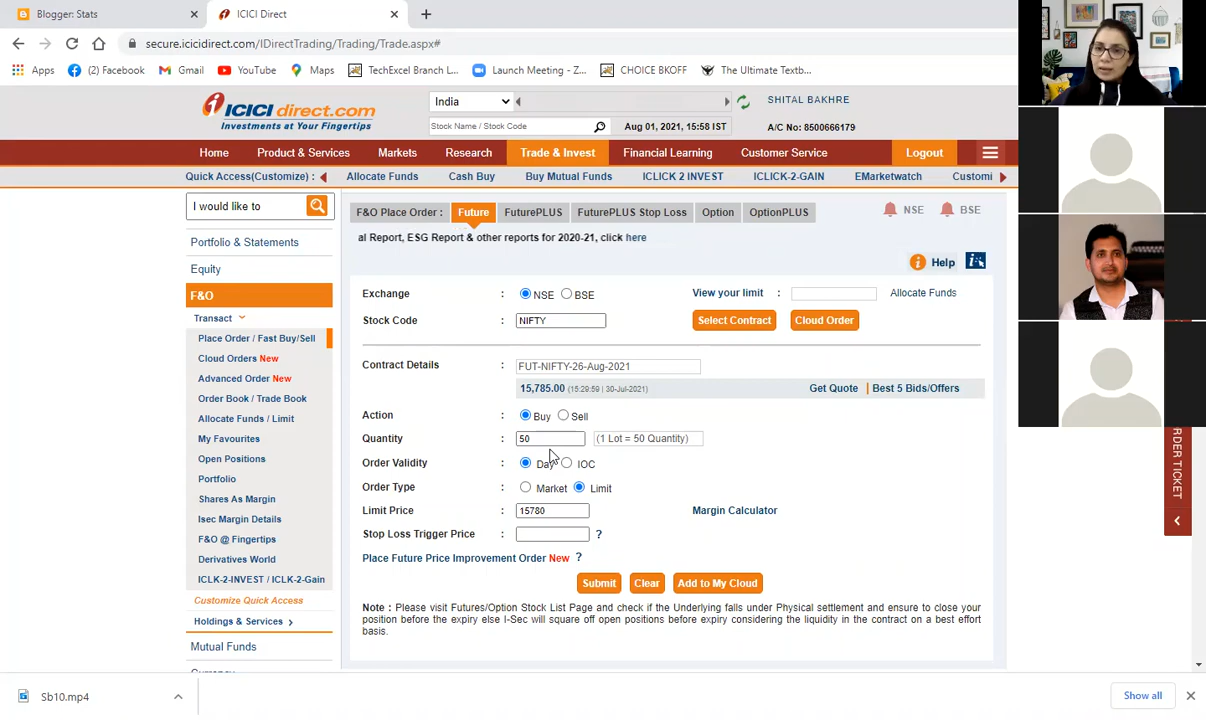 Blogger: Stats
ICICI Direct
secure.icicidirect.com/IDirectTrading/Trading/Trade.aspx#
Apps (2) Facebook Gmail YouTube Maps TechExcel Branch L... Launch Meeting - Z... CHOICE BKOFF The Ultimate Textb...
ICICI direct.com
Investments at Your Fingertips
India
SHITAL BAKHRE
Stock Name / Stock Code
Aug 01, 2021, 15:58 IST
A/C No: 8500666179
Home Product & Services Markets Research Trade & Invest Financial Learning Customer Service Logout
Quick Access(Customize) : Allocate Funds Cash Buy Buy Mutual Funds ICLICK 2 INVEST ICLICK-2-GAIN EMarketwatch Customi
I would like to
Portfolio & Statements
Equity
F&O
Transact
Place Order / Fast Buy/Sell
Cloud Orders New
Advanced Order New
Order Book / Trade Book
Allocate Funds / Limit
My Favourites
Open Positions
Portfolio
Shares As Margin
Isec Margin Details
F&O @ Fingertips
Derivatives World
ICLK-2-INVEST / ICLK-2-Gain
Customize Quick Access
Holdings & Services
Mutual Funds
F&O Place Order : Future FuturePLUS FuturePLUS Stop Loss Option OptionPLUS
NSE BSE
al Report, ESG Report & other reports for 2020-21, click here
Help
Exchange : NSE BSE View your limit : Allocate Funds
Stock Code : NIFTY Select Contract Cloud Order
Contract Details : FUT-NIFTY-26-Aug-2021
15,785.00 (15:29:59 | 30-Jul-2021) Get Quote | Best 5 Bids/Offers
Action : Buy Sell
Quantity : 50 (1 Lot = 50 Quantity)
Order Validity : Day IOC
Order Type : Market Limit
Limit Price : 15780 Margin Calculator
Stop Loss Trigger Price : ?
Place Future Price Improvement Order New ?
Submit Clear Add to My Cloud
Note : Please visit Futures/Option Stock List Page and check if the Underlying falls under Physical settlement and ensure to close your
position before the expiry else I-Sec will square off open positions before expiry considering the liquidity in the contract on a best effort
basis.
RDER TICKET
Sb10.mp4
Show all